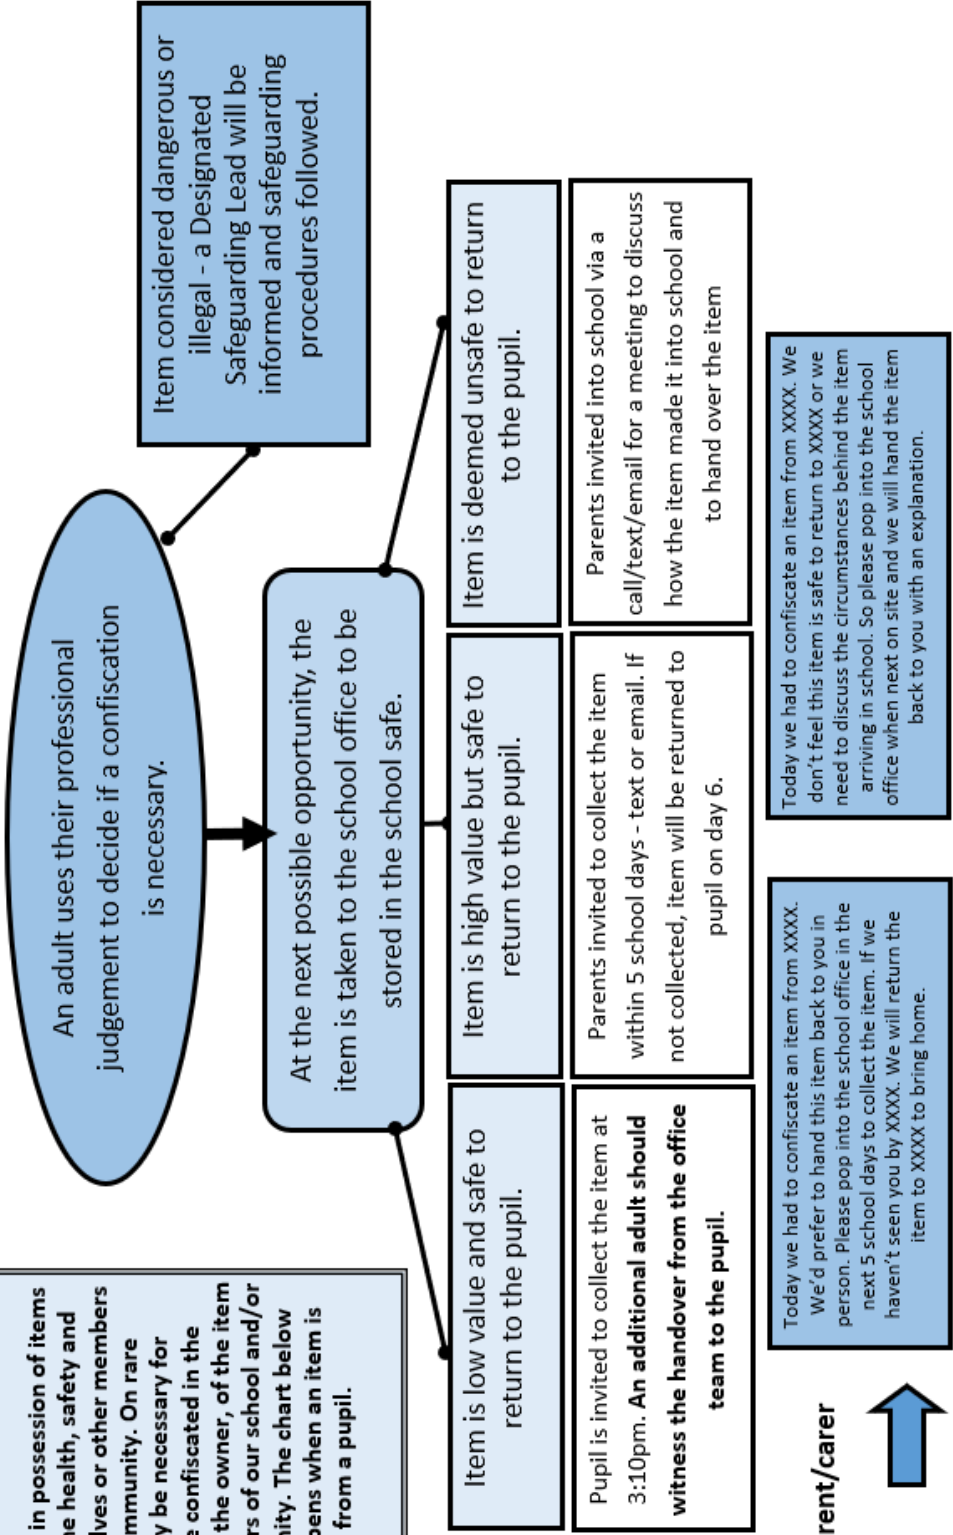 in possession of items
health, safety and
or other members
On rare
be necessary for
confiscated in the
the owner, of the item
of our school and/or
The chart below
when an item is
from a pupil.
An adult uses their professional
judgement to decide if a confiscation
is necessary.
Item considered dangerous or
illegal - a Designated
Safeguarding Lead will be
informed and safeguarding
procedures followed.
At the next possible opportunity, the
item is taken to the school office to be
stored in the school safe.
Item is low value and safe to
return to the pupil.
Item is high value but safe to
return to the pupil.
Item is deemed unsafe to return
to the pupil.
Pupil is invited to collect the item at
3:10pm. An additional adult should
witness the handover from the office
team to the pupil.
Parents invited to collect the item
within 5 school days - text or email. If
not collected, item will be returned to
pupil on day 6.
Parents invited into school via a
call/text/email for a meeting to discuss
how the item made it into school and
to hand over the item
rent/carer
Today we had to confiscate an item from XXXX.
We'd prefer to hand this item back to you in
person. Please pop into the school office in the
next 5 school days to collect the item. If we
haven't seen you by XXXX. We will return the
item to XXXX to bring home.
Today we had to confiscate an item from XXXX. We
don't feel this item is safe to return to XXXX or we
need to discuss the circumstances behind the item
arriving in school. So please pop into the school
office when next on site and we will hand the item
back to you with an explanation.